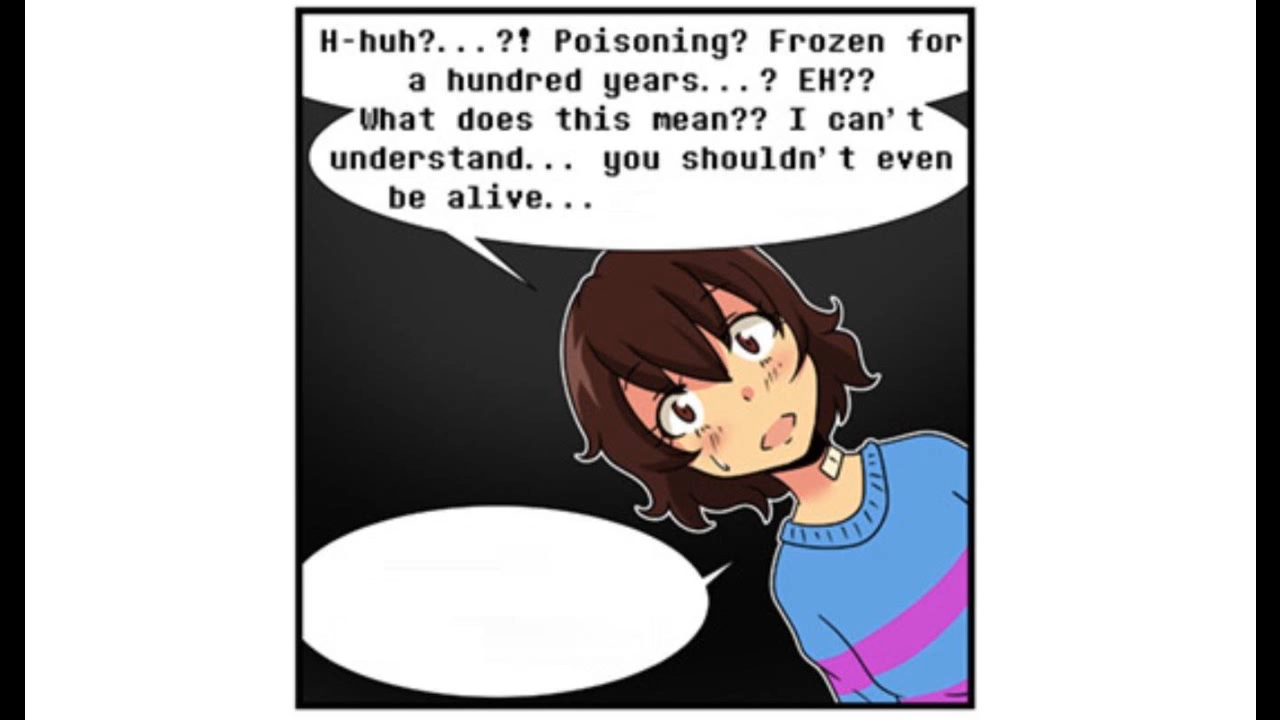 H-huh?...?! Poisoning? Frozen for
a hundred years...? EH??
What does this mean?? I can't
understand... you shouldn't even
be alive...